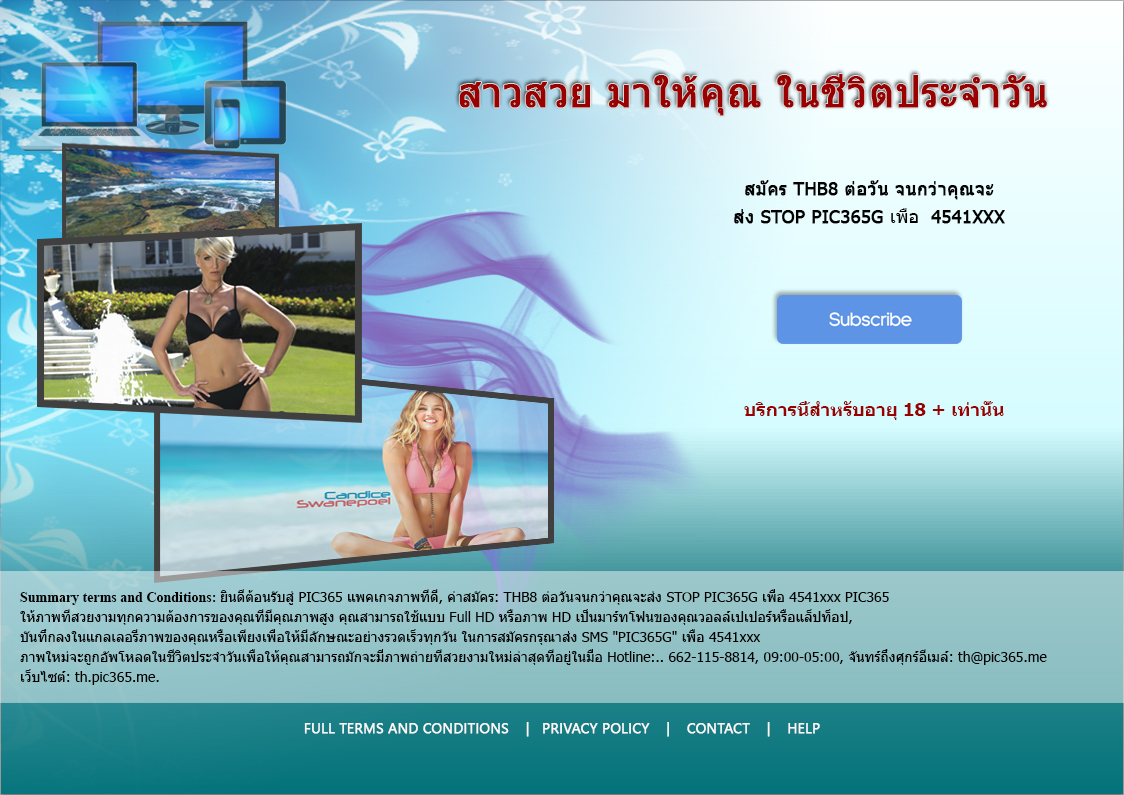 สาวสวย มาให้คุณ ในชีวิตประจำวัน
สมัคร THB8 ต่อวัน จนกว่าคุณจะ
ส่ง STOP PIC365G เพื่อ 4541XXX
Subscribe
บริการนี้สำหรับอายุ 18 + เท่านั้น
Candice
Swanepoel
Summary terms and Conditions: ยินดีต้อนรับสู่ PIC365 แพคเกจภาพที่ดี, ค่าสมัคร: THB8 ต่อวันจนกว่าคุณจะส่ง STOP PIC365G เพื่อ 4541xxx PIC365
ให้ภาพที่สวยงามทุกความต้องการของคุณที่มีคุณภาพสูง คุณสามารถใช้แบบ Full HD หรือภาพ HD เป็นมาร์ทโฟนของคุณวอลล์เปเปอร์หรือแล็ปท็อป,
บันทึกลงในแกลเลอรี่ภาพของคุณหรือเพียงเพื่อให้มีลักษณะอย่างรวดเร็วทุกวัน ในการสมัครกรุณาส่ง SMS "PIC365G" เพื่อ 4541xxx
ภาพใหม่จะถูกอัพโหลดในชีวิตประจำวันเพื่อให้คุณสามารถมักจะมีภาพถ่ายที่สวยงามใหม่ล่าสุดที่อยู่ในมือ Hotline:.. 662-115-8814, 09:00-05:00, จันทร์ถึงศุกร์อีเมล์: th@pic365.me
เว็บไซต์: th.pic365.me.
FULL TERMS AND CONDITIONS | PRIVACY POLICY | CONTACT | HELP